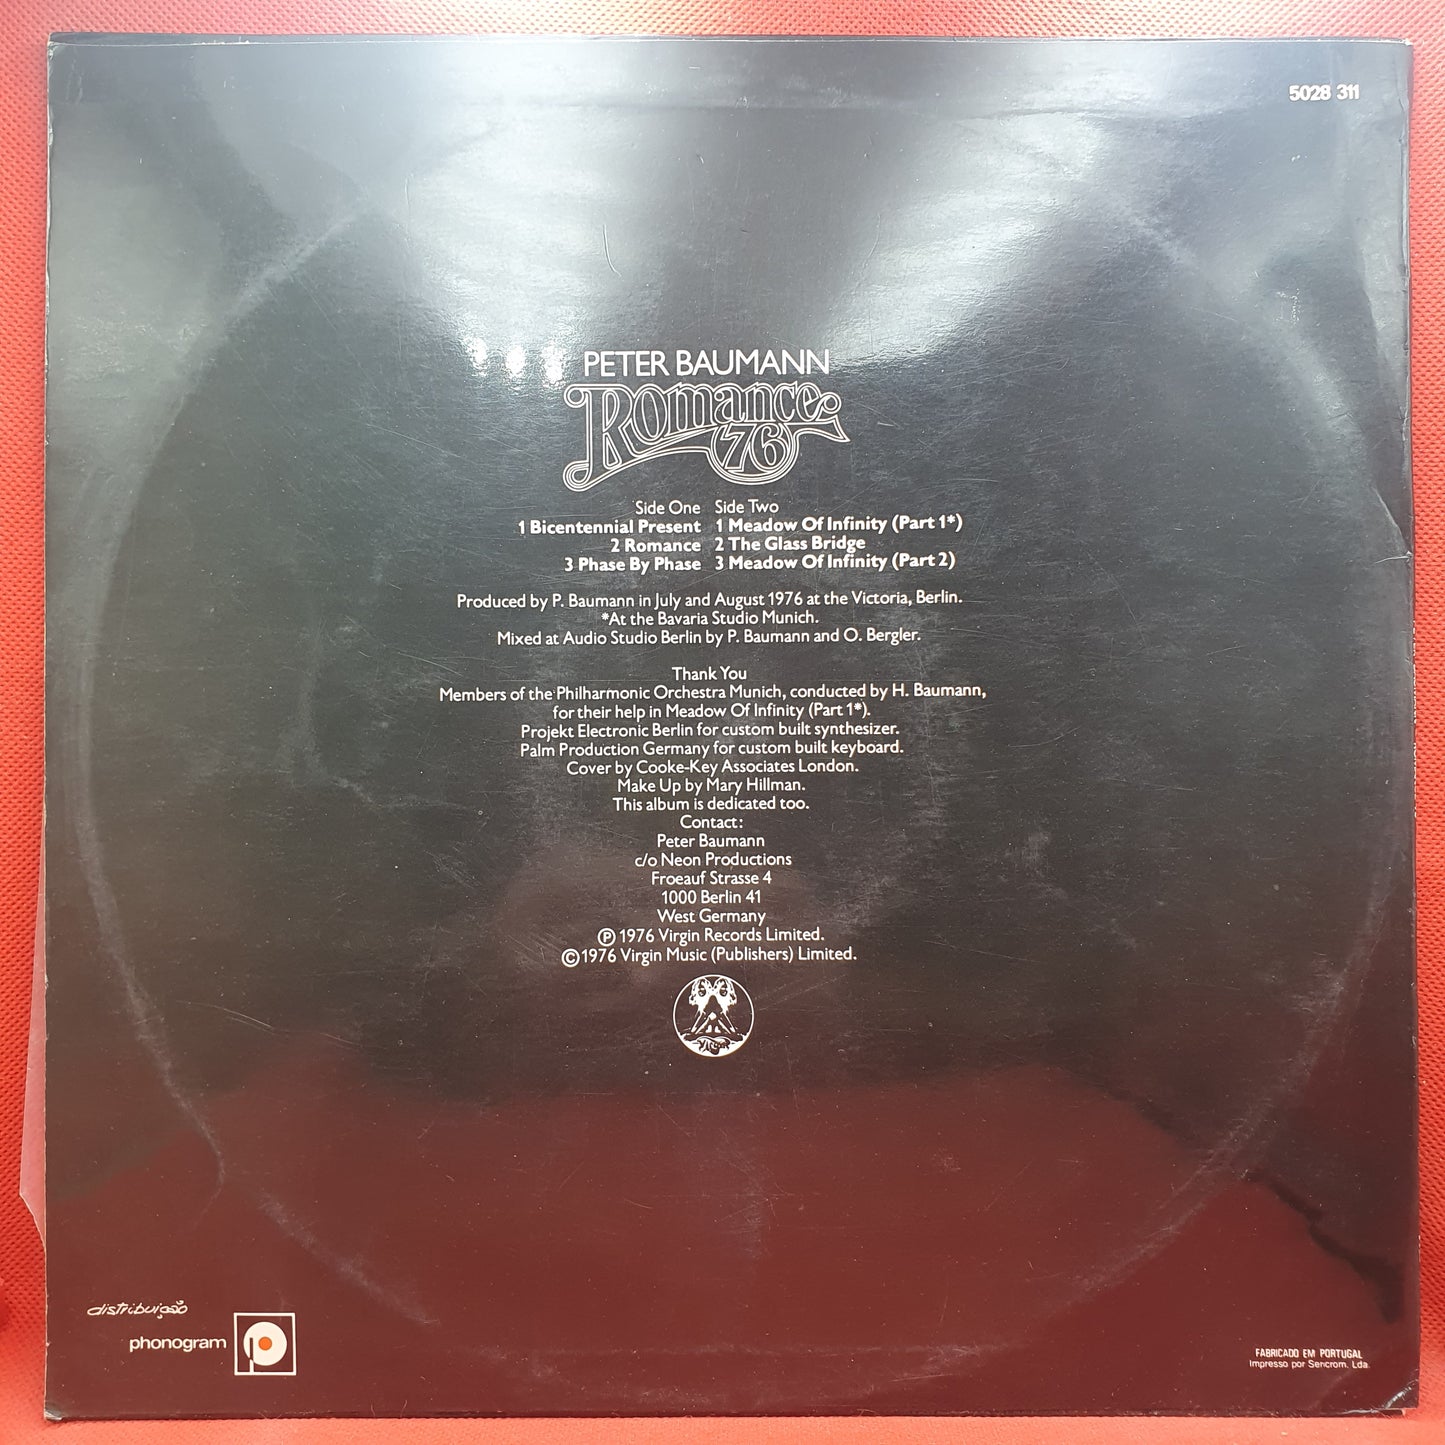 5028 311
PETER BAUMANN
Romance
'76
Side One
1 Bicentennial Present
2 Romance
3 Phase By Phase
Side Two
1 Meadow Of Infinity (Part 1*)
2 The Glass Bridge
3 Meadow Of Infinity (Part 2)
Produced by P. Baumann in July and August 1976 at the Victoria, Berlin.
*At the Bavaria Studio Munich.
Mixed at Audio Studio Berlin by P. Baumann and O. Bergler.
Thank You
Members of the Philharmonic Orchestra Munich, conducted by H. Baumann,
for their help in Meadow Of Infinity (Part 1*).
Projekt Electronic Berlin for custom built synthesizer.
Palm Production Germany for custom built keyboard.
Cover by Cooke-Key Associates London.
Make Up by Mary Hillman.
This album is dedicated too.
Contact:
Peter Baumann
c/o Neon Productions
Froeauf Strasse 4
1000 Berlin 41
West Germany
℗ 1976 Virgin Records Limited.
© 1976 Virgin Music (Publishers) Limited.
Virgin
distribuição
phonogram
FABRICADO EM PORTUGAL
Impresso por Sencrom. Lda.